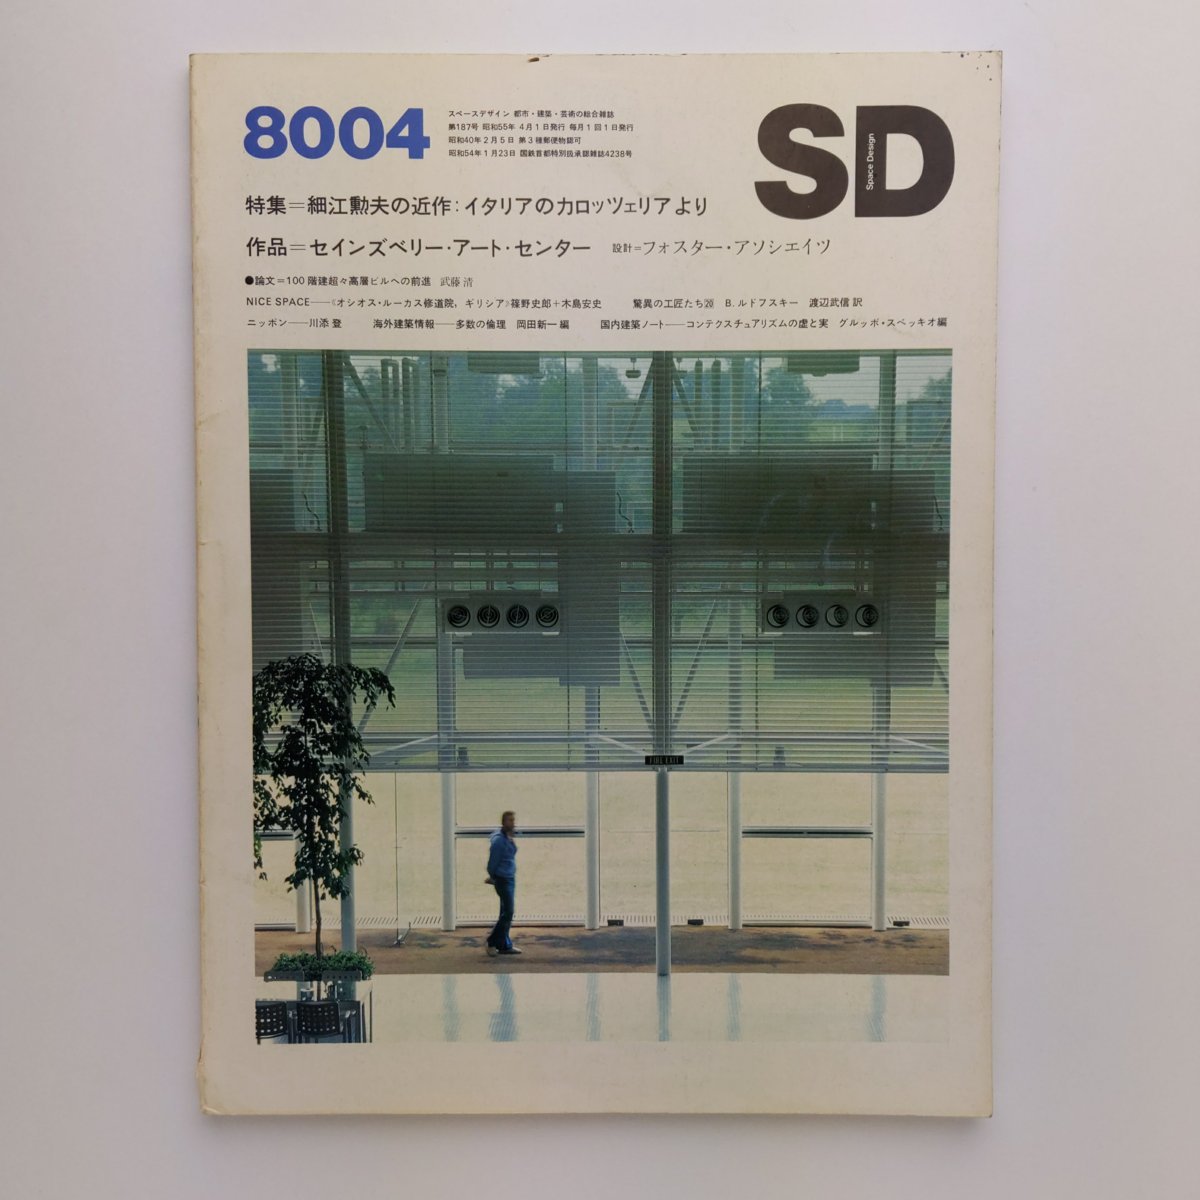 8004
スペースデザイン 都市・建築・芸術の総合雑誌
第187号 昭和55年 4月1日発行 毎月1回1日発行
昭和40年2月5日 第3種郵便物認可
昭和54年1月23日 国鉄首都特別扱承認雑誌4238号
SD
Space Design
特集=細江勲夫の近作:イタリアのカロッツェリアより
作品=セインズベリー・アート・センター 設計=フォスター・アソシエイツ
●論文=100階建超々高層ビルへの前進 武藤 清
NICE SPACE──《オシオス・ルーカス修道院, ギリシア》篠野史郎+木島安史 驚異の工匠たち⑳ B.ルドフスキー 渡辺武信 訳
ニッポン──川添 登 海外建築情報──多数の倫理 岡田新一 編 国内建築ノート──コンテクスチュアリズムの虚と実 グルッポ・スペッキオ編
FIRE EXIT